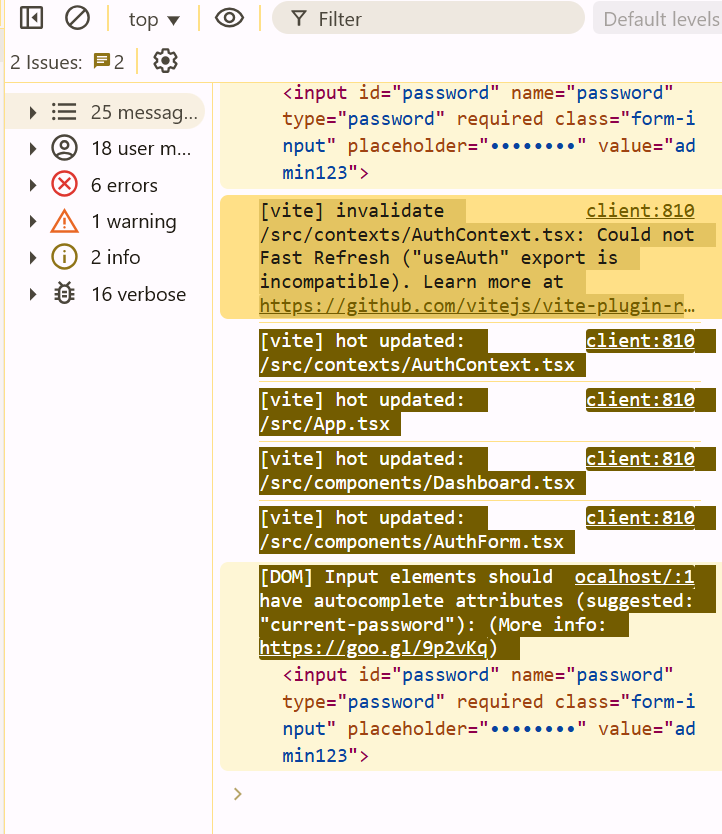 top ▼
Filter
Default levels
2 Issues: 2
25 messag...
18 user m...
6 errors
1 warning
2 info
16 verbose
<input id="password" name="password"
type="password" required class="form-i
nput" placeholder="••••••••" value="ad
min123">
[vite] invalidate client:810
/src/contexts/AuthContext.tsx: Could not
Fast Refresh ("useAuth" export is
incompatible). Learn more at
https://github.com/vitejs/vite-plugin-r…
[vite] hot updated: client:810
/src/contexts/AuthContext.tsx
[vite] hot updated: client:810
/src/App.tsx
[vite] hot updated: client:810
/src/components/Dashboard.tsx
[vite] hot updated: client:810
/src/components/AuthForm.tsx
[DOM] Input elements should ocalhost/:1
have autocomplete attributes (suggested:
"current-password"): (More info:
https://goo.gl/9p2vKq)
<input id="password" name="password"
type="password" required class="form-i
nput" placeholder="••••••••" value="ad
min123">